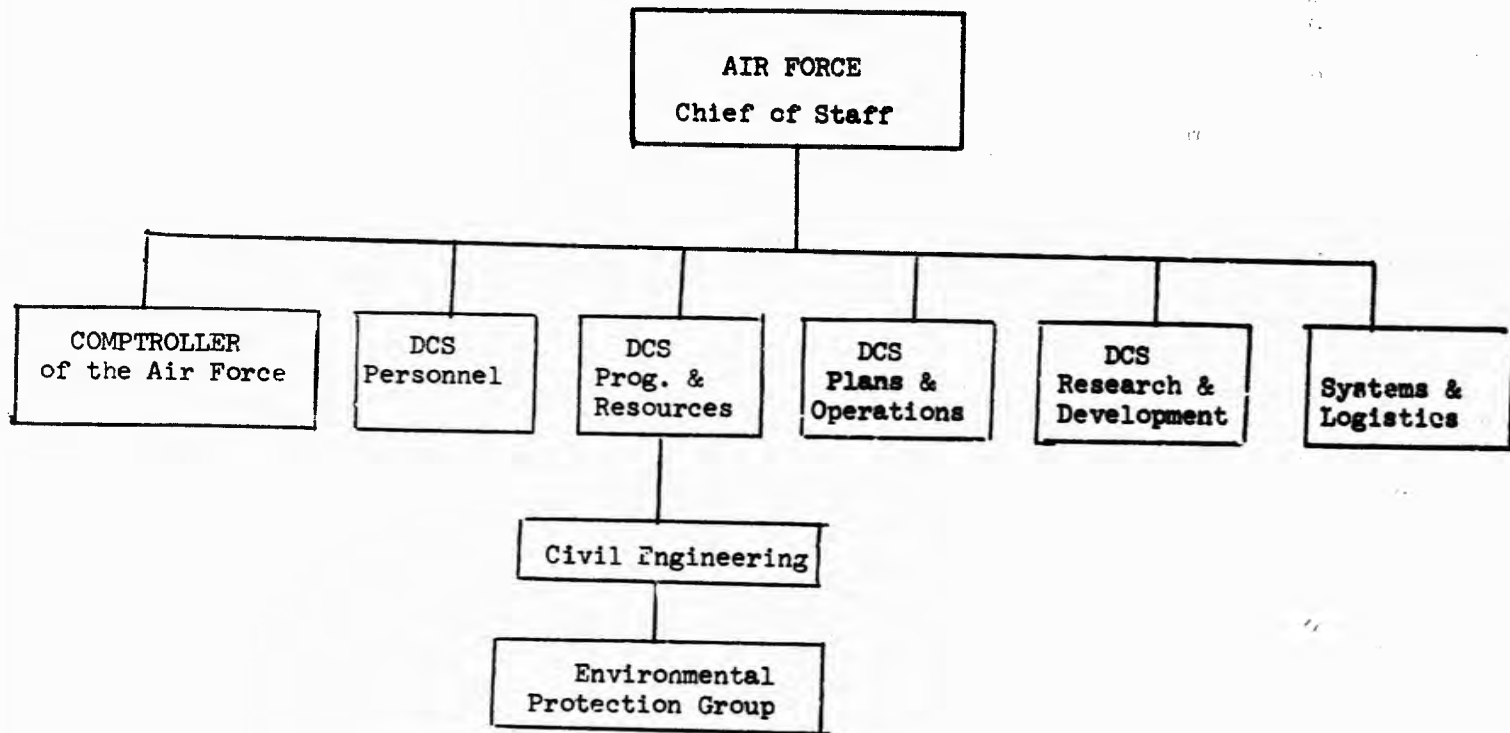 AIR FORCE
Chief of Staff
COMPTROLLER
of the Air Force
DCS
Personnel
DCS
Prog. &
Resources
DCS
Plans &
Operations
DCS
Research &
Development
Systems &
Logistics
Civil Engineering
Environmental
Protection Group